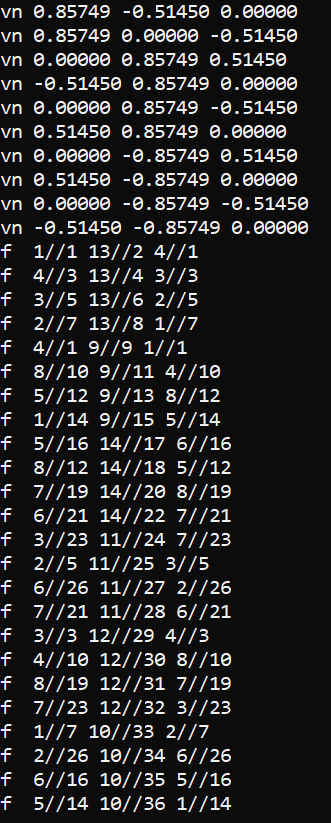 vn 0.85749 -0.51450 0.00000
vn 0.85749 0.00000 -0.51450
vn 0.00000 0.85749 0.51450
vn -0.51450 0.85749 0.00000
vn 0.00000 0.85749 -0.51450
vn 0.51450 0.85749 0.00000
vn 0.00000 -0.85749 0.51450
vn 0.51450 -0.85749 0.00000
vn 0.00000 -0.85749 -0.51450
vn -0.51450 -0.85749 0.00000
f  1//1 13//2 4//1
f  4//3 13//4 3//3
f  3//5 13//6 2//5
f  2//7 13//8 1//7
f  4//1 9//9 1//1
f  8//10 9//11 4//10
f  5//12 9//13 8//12
f  1//14 9//15 5//14
f  5//16 14//17 6//16
f  8//12 14//18 5//12
f  7//19 14//20 8//19
f  6//21 14//22 7//21
f  3//23 11//24 7//23
f  2//5 11//25 3//5
f  6//26 11//27 2//26
f  7//21 11//28 6//21
f  3//3 12//29 4//3
f  4//10 12//30 8//10
f  8//19 12//31 7//19
f  7//23 12//32 3//23
f  1//7 10//33 2//7
f  2//26 10//34 6//26
f  6//16 10//35 5//16
f  5//14 10//36 1//14